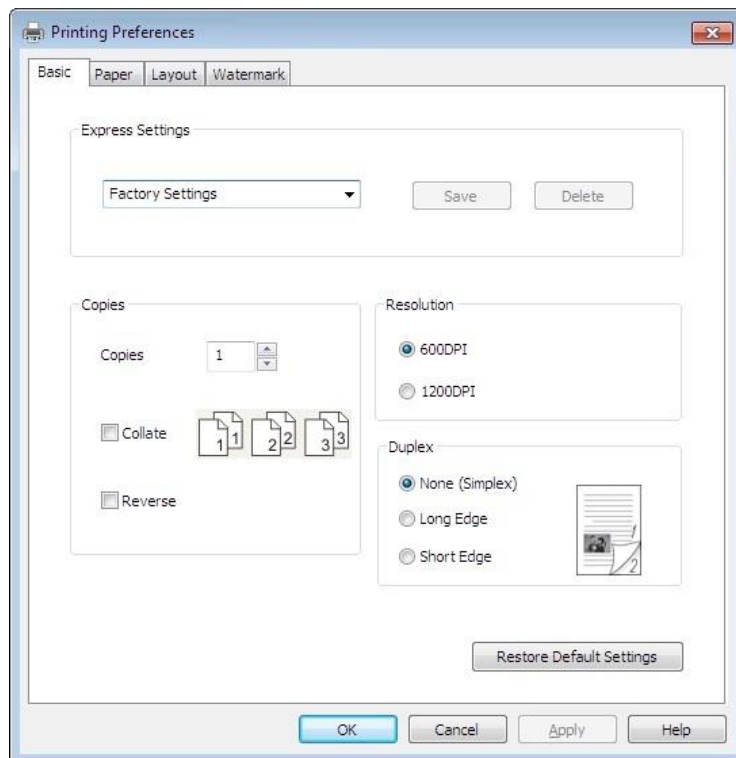 Printing Preferences
Basic Paper Layout Watermark
Express Settings
Factory Settings Save Delete
Copies
Copies 1
Collate 1 1 2 2 3 3
Reverse
Resolution
600DPI
1200DPI
Duplex
None (Simplex)
Long Edge
Short Edge
1
2
Restore Default Settings
OK Cancel Apply Help